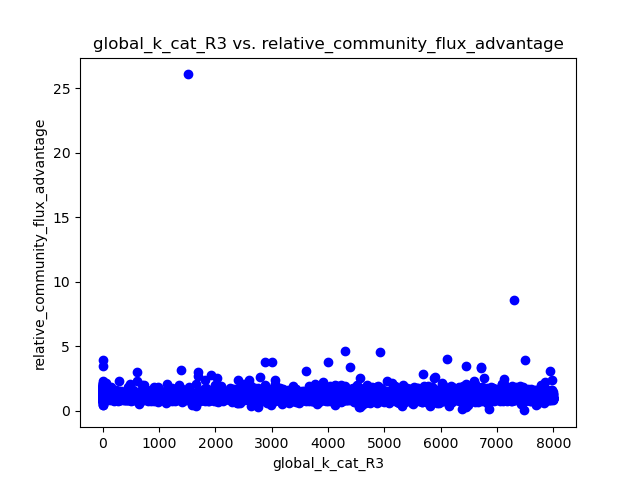 global_k_cat_R3 vs. relative_community_flux_advantage
relative_community_flux_advantage
25
20
15
10
5
0
0 1000 2000 3000 4000 5000 6000 7000 8000
global_k_cat_R3